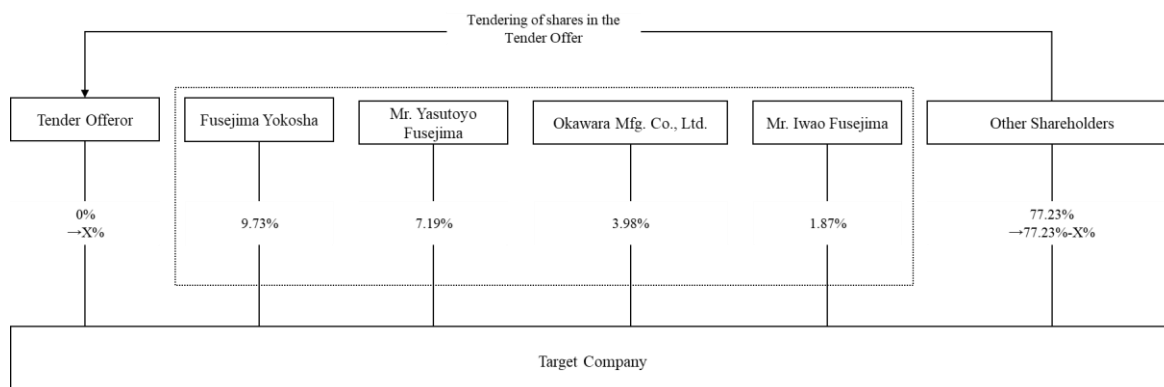 Tendering of shares in the
Tender Offer
Tender Offeror
Fusejima Yokosha
Mr. Yasutoyo
Fusejima
Okawara Mfg. Co., Ltd.
Mr. Iwao Fusejima
Other Shareholders
0%
→X%
9.73%
7.19%
3.98%
1.87%
77.23%
→77.23%-X%
Target Company